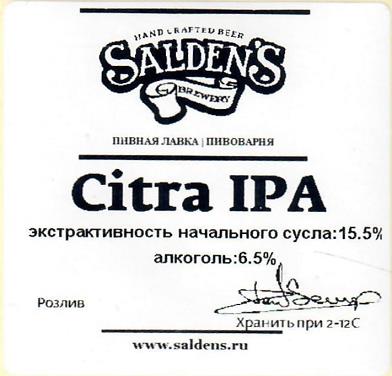 HAND CRAFTED BEER
SALDEN'S
BREWERY
ПИВНАЯ ЛАВКА | ПИВОВАРНЯ
Citra IPA
экстрактивность начального сусла:15.5%
алкоголь:6.5%
Розлив
Хранить при 2-12С
www.saldens.ru